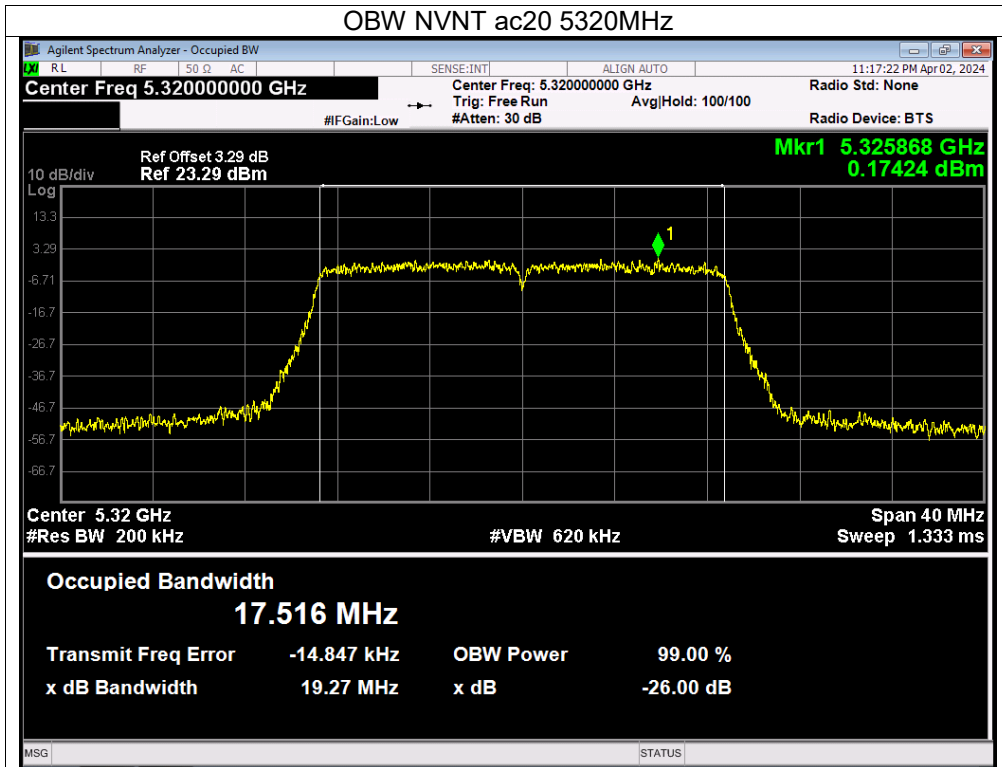 OBW NVNT ac20 5320MHz
Agilent Spectrum Analyzer - Occupied BW
LXI RL RF 50 Ω AC SENSE:INT ALIGN AUTO 11:17:22 PM Apr 02, 2024
Center Freq 5.320000000 GHz Center Freq: 5.320000000 GHz Radio Std: None
Trig: Free Run Avg|Hold: 100/100
#IFGain:Low #Atten: 30 dB Radio Device: BTS
Mkr1 5.325868 GHz
0.17424 dBm
Ref Offset 3.29 dB
10 dB/div Ref 23.29 dBm
Log
13.3
3.29
1
-6.71
-16.7
-26.7
-36.7
-46.7
-56.7
-66.7
Center 5.32 GHz Span 40 MHz
#Res BW 200 kHz #VBW 620 kHz Sweep 1.333 ms
Occupied Bandwidth
17.516 MHz
Transmit Freq Error -14.847 kHz OBW Power 99.00 %
x dB Bandwidth 19.27 MHz x dB -26.00 dB
MSG STATUS